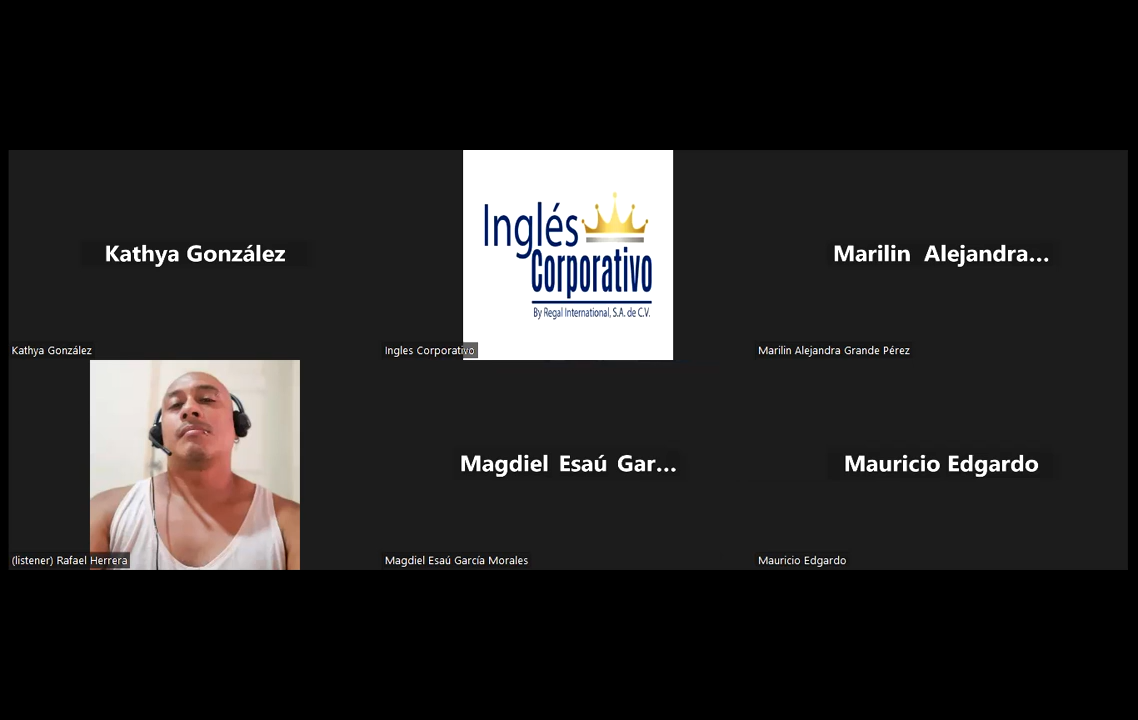 Kathya González
Kathya González
Inglés
Corporativo
By Regal International, S.A. de C.V.
Ingles Corporativo
Marilin Alejandra...
Marilin Alejandra Grande Pérez
(listener) Rafael Herrera
Magdiel Esaú Gar...
Magdiel Esaú García Morales
Mauricio Edgardo
Mauricio Edgardo